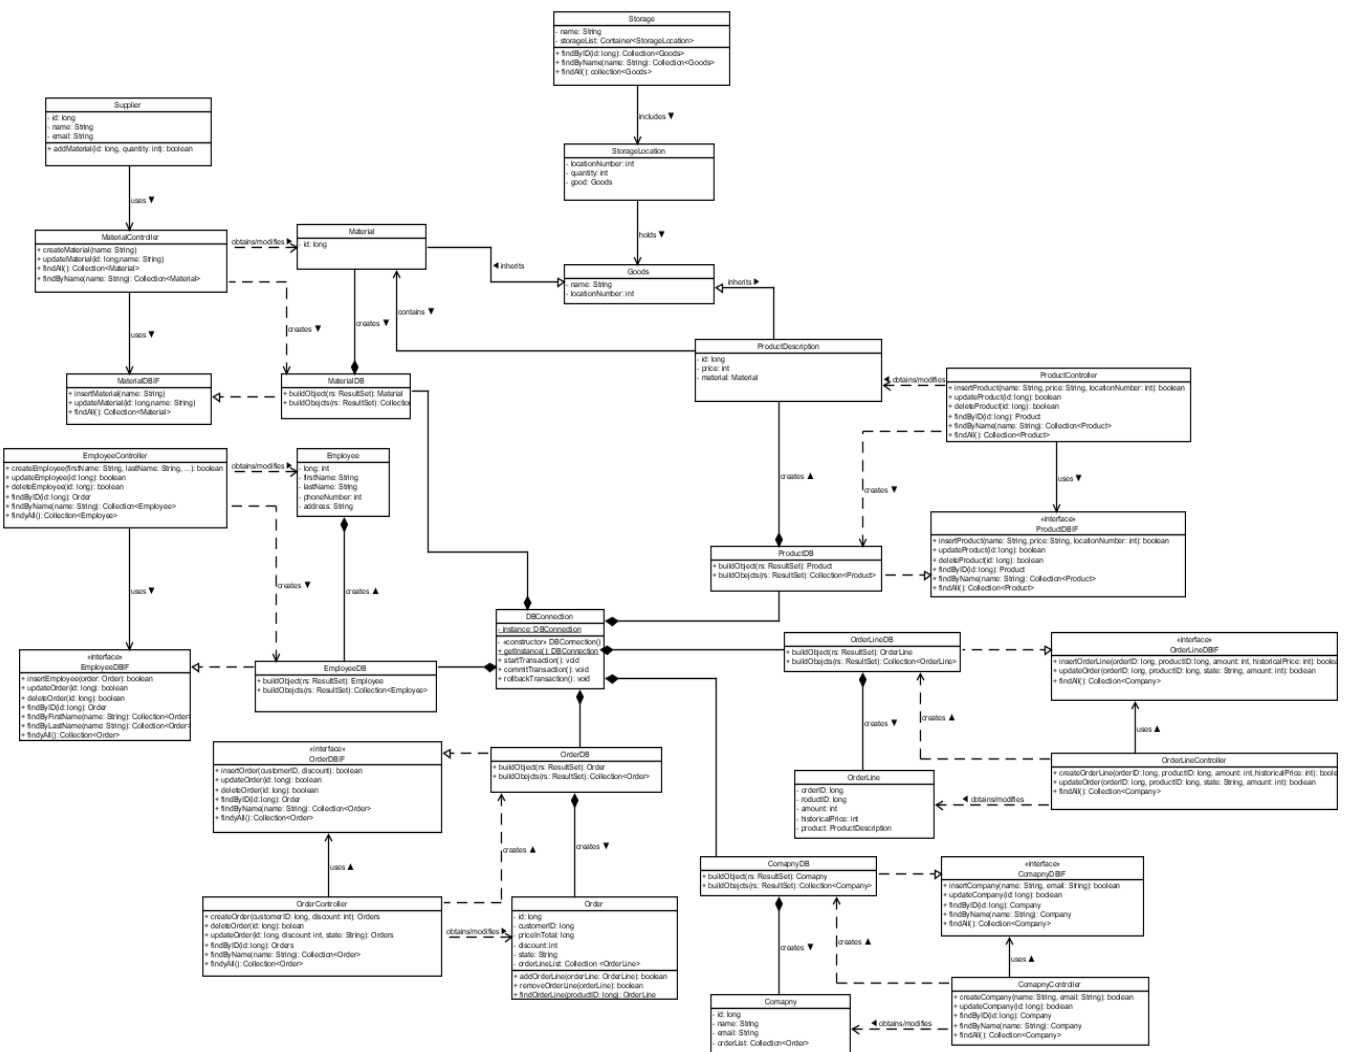 Storage
- name: String
- storageList: Container<StorageLocation>
+ findByID(id: long): Collection<Goods>
+ findByName(name: String): Collection<Goods>
+ findAll(): collection<Goods>
includes ▼
Supplier
- id: long
- name: String
- email: String
+ addMaterial(id: long, quantity: int): boolean
uses ▼
StorageLocation
- locationNumber: int
- quantity: int
- good: Goods
holds ▼
MaterialController
+ createMaterial(name: String)
+ updateMaterial(id: long,name: String)
+ findAll(): Collection<Material>
+ findByName(name: String): Collection<Material>
obtains/modifies ▶
Material
- id: long
◀ inherits
Goods
- name: String
- locationNumber: int
inherits ▶
uses ▼
creates ▼
creates ▼
contains ▼
ProductDescription
- id: long
- price: int
- material: Material
◀ obtains/modifies
ProductController
+ insertProduct(name: String, price: String, locationNumber: int): boolean
+ updateProduct(id: long): boolean
+ deleteProduct(id: long): boolean
+ findByID(id: long): Product
+ findByName(name: String): Collection<Product>
+ findAll(): Collection<Product>
MaterialDBIF
+ insertMaterial(name: String)
+ updateMaterial(id: long,name: String)
+ findAll(): Collection<Material>
MaterialDB
+ buildObject(rs: ResultSet): Material
+ buildObejcts(rs: ResultSet): Collectio
EmployeeController
+ createEmployee(firstName: String, lastName: String, ...): boolean
+ updateEmployee(id: long): boolean
+ deleteEmployee(id: long): boolean
+ findByID(id: long): Order
+ findByName(name: String): Collection<Employee>
+ findyAll(): Collection<Employee>
obtains/modifies ▶
Employee
- long: int
- firstName: String
- lastName: String
- phoneNumber: int
- address: String
creates ▲
creates ▼
uses ▼
«interface»
ProductDBIF
+ insertProduct(name: String, price: String, locationNumber: int): boolean
+ updateProduct(id: long): boolean
+ deleteProduct(id: long): boolean
+ findByID(id: long): Product
+ findByName(name: String): Collection<Product>
+ findAll(): Collection<Product>
ProductDB
+ buildObject(rs: ResultSet): Product
+ buildObejcts(rs: ResultSet): Collection<Product>
uses ▼
creates ▼
creates ▲
DBConnection
- instance: DBConnection
- «constructor» DBConnection()
+ getInstance(): DBConnection
+ startTransaction(): void
+ commitTransaction(): void
+ rollbackTransaction(): void
«interface»
EmployeeDBIF
+ insertEmployee(order: Order): boolean
+ updateOrder(id: long): boolean
+ deleteOrder(id: long): boolean
+ findByID(id: long): Order
+ findByFirstName(name: String): Collection<Order>
+ findByLastName(name: String): Collection<Order>
+ findyAll(): Collection<Order>
EmployeeDB
+ buildObject(rs: ResultSet): Employee
+ buildObejcts(rs: ResultSet): Collection<Employee>
OrderLineDB
+ buildObject(rs: ResultSet): OrderLine
+ buildObejcts(rs: ResultSet): Collection<OrderLine>
«interface»
OrderLineDBIF
+ insertOrderLine(orderID: long, productID: long, amount: int, historicalPrice: int): boolea
+ updateOrder(orderID: long, productID: long, state: String, amount: int): boolean
+ findAll(): Collection<Company>
creates ▼
creates ▲
uses ▲
«interface»
OrderDBIF
+ insertOrder(customerID, discount): boolean
+ updateOrder(id: long): boolean
+ deleteOrder(id: long): boolean
+ findByID(id: long): Order
+ findByName(name: String): Collection<Order>
+ findyAll(): Collection<Order>
OrderDB
+ buildObject(rs: ResultSet): Order
+ buildObejcts(rs: ResultSet): Collection<Order>
OrderLine
- orderID: long
- roductID: long
- amount: int
- historicalPrice: int
- product: ProductDescription
◀ obtains/modifies
OrderLineController
+ createOrderLine(orderID: long, productID: long, amount: int,historicalPrice: int): boole
+ updateOrder(orderID: long, productID: long, state: String, amount: int): boolean
+ findAll(): Collection<Company>
uses ▲
creates ▲
creates ▼
ComapnyDB
+ buildObject(rs: ResultSet): Comapny
+ buildObejcts(rs: ResultSet): Collection<Company>
«interface»
ComapnyDBIF
+ insertCompany(name: String, email: String): boolean
+ updateCompany(id: long): boolean
+ findByID(id: long): Company
+ findByName(name: String): Company
+ findAll(): Collection<Company>
OrderController
+ createOrder(customerID: long, discount: int): Orders
+ deleteOrder(id: long): bolean
+ updateOrder(id: long, discount: int, state: String): Orders
+ findByID(id: long): Orders
+ findByName(name: String): Collection<Order>
+ findyAll(): Collection<Order>
obtains/modifies ▶
Order
- id: long
- customerID: long
- priceInTotal: long
- discount: int
- state: String
- orderLineList: Collection <OrderLine>
+ addOrderLine(orderLine: OrderLine): boolean
+ removeOrderLine(orderLine): boolean
+ findOrderLine(productID: long): OrderLine
creates ▼
creates ▲
uses ▲
Comapny
- id: long
- name: String
- email: String
- orderList: Collection<Order>
◀ obtains/modifies
ComapnyController
+ createCompany(name: String, email: String): boolean
+ updateCompany(id: long): boolean
+ findByID(id: long): Company
+ findByName(name: String): Company
+ findAll(): Collection<Company>